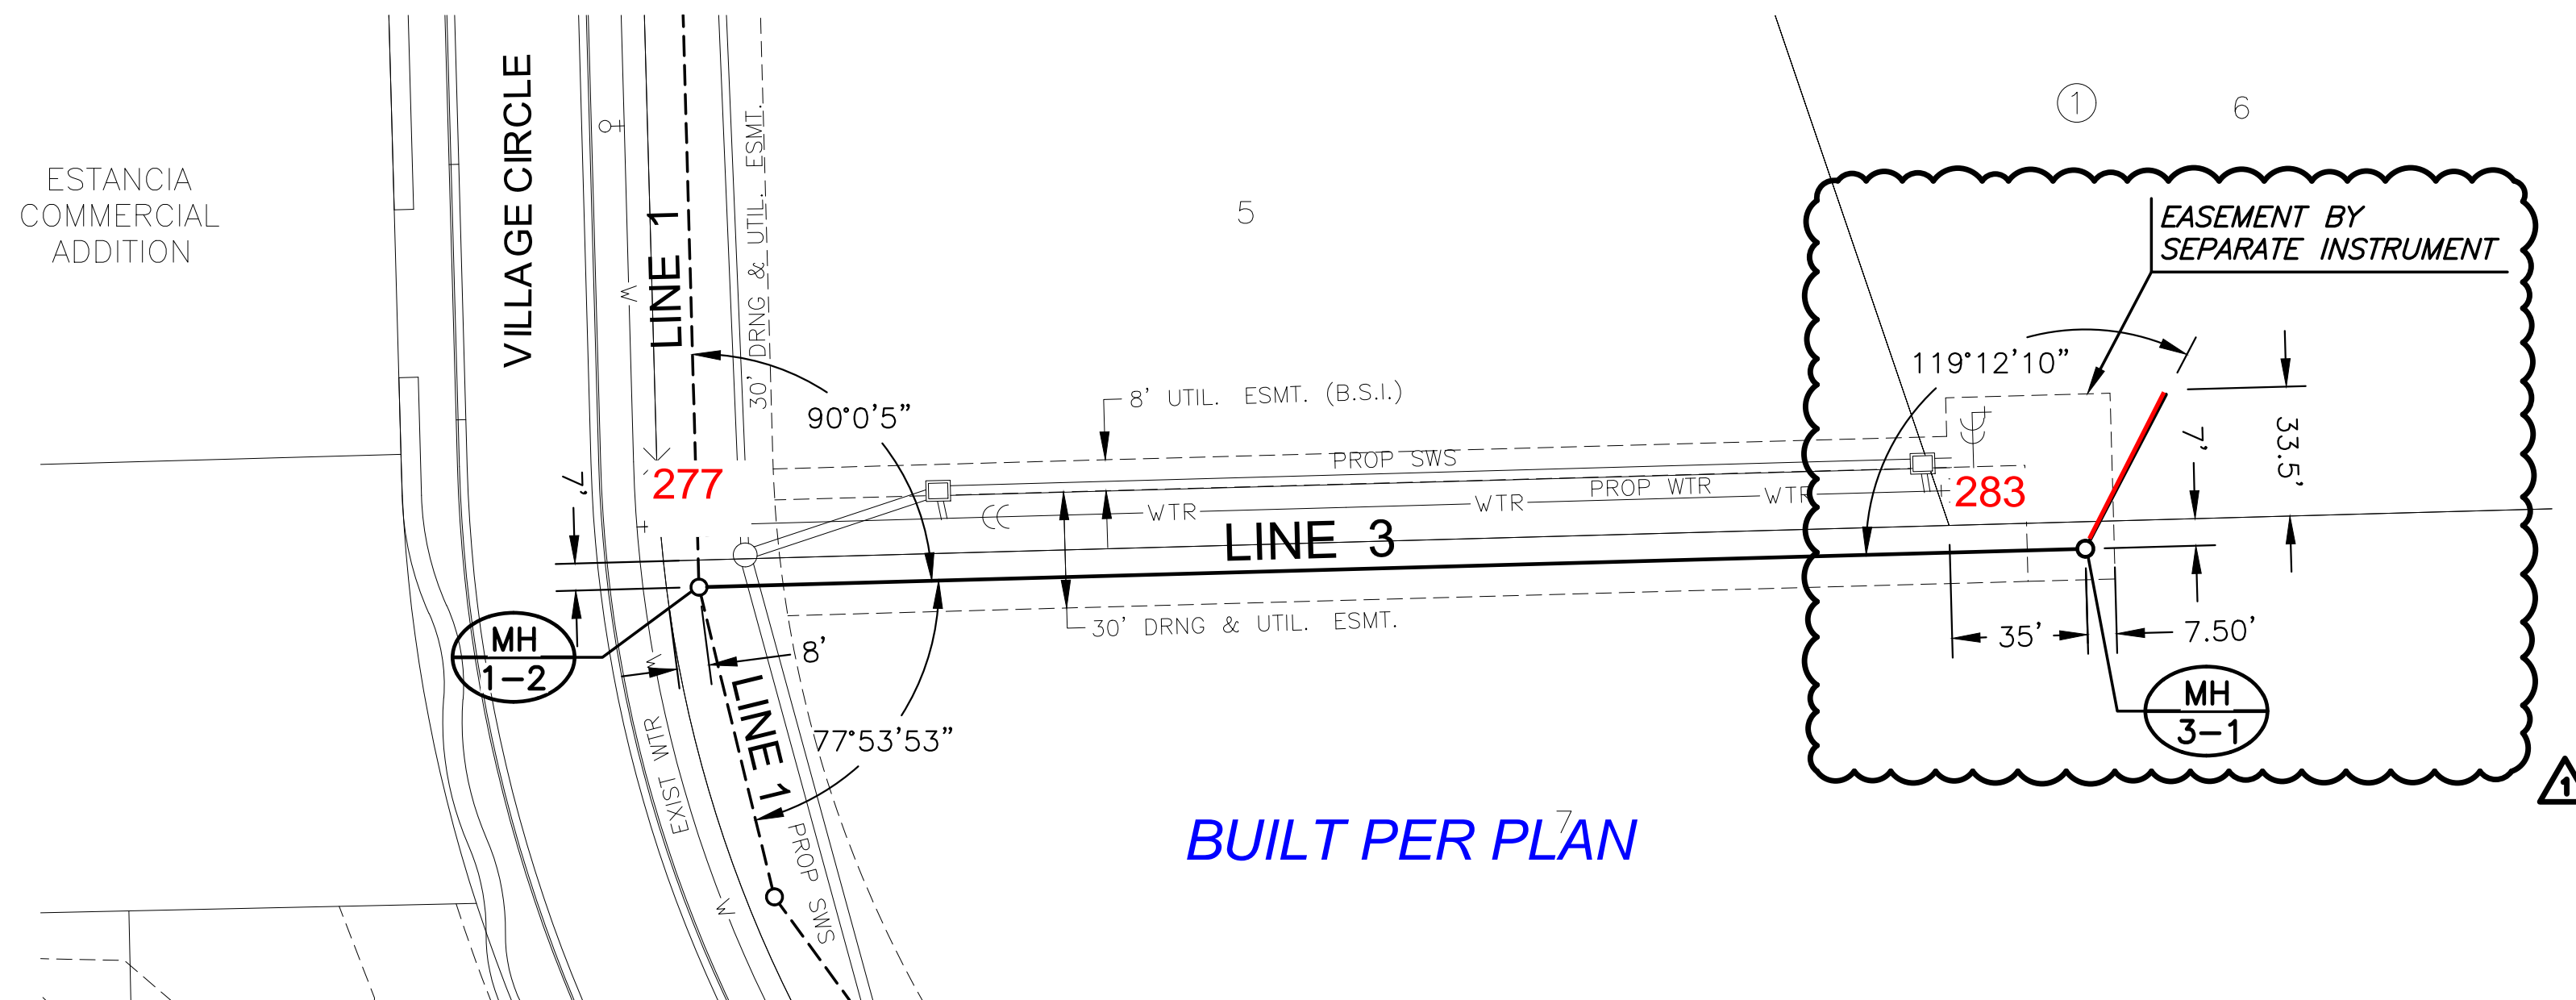 ESTANCIA
COMMERCIAL
ADDITION
VILLAGE CIRCLE
LINE 1
W
30' DRNG & UTIL. ESMT.
5
1
6
EASEMENT BY
SEPARATE INSTRUMENT
119°12'10"
90°0'5"
8' UTIL. ESMT. (B.S.I.)
33.5'
7'
277
7'
PROP SWS
PROP WTR
WTR
WTR
WTR
283
LINE 3
30' DRNG & UTIL. ESMT.
35'
7.50'
MH
1-2
8'
W
LINE 1
MH
3-1
EXIST WTR
77°53'53"
PROP SWS
W
7
BUILT PER PLAN
1